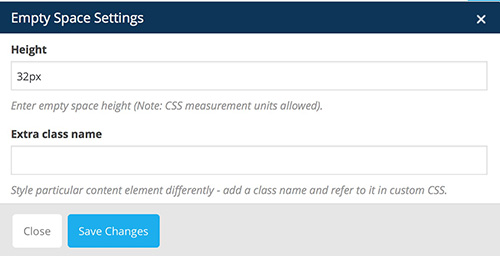 Empty Space Settings ×
Height
32px
Enter empty space height (Note: CSS measurement units allowed).
Extra class name
Style particular content element differently - add a class name and refer to it in custom CSS.
Close Save Changes